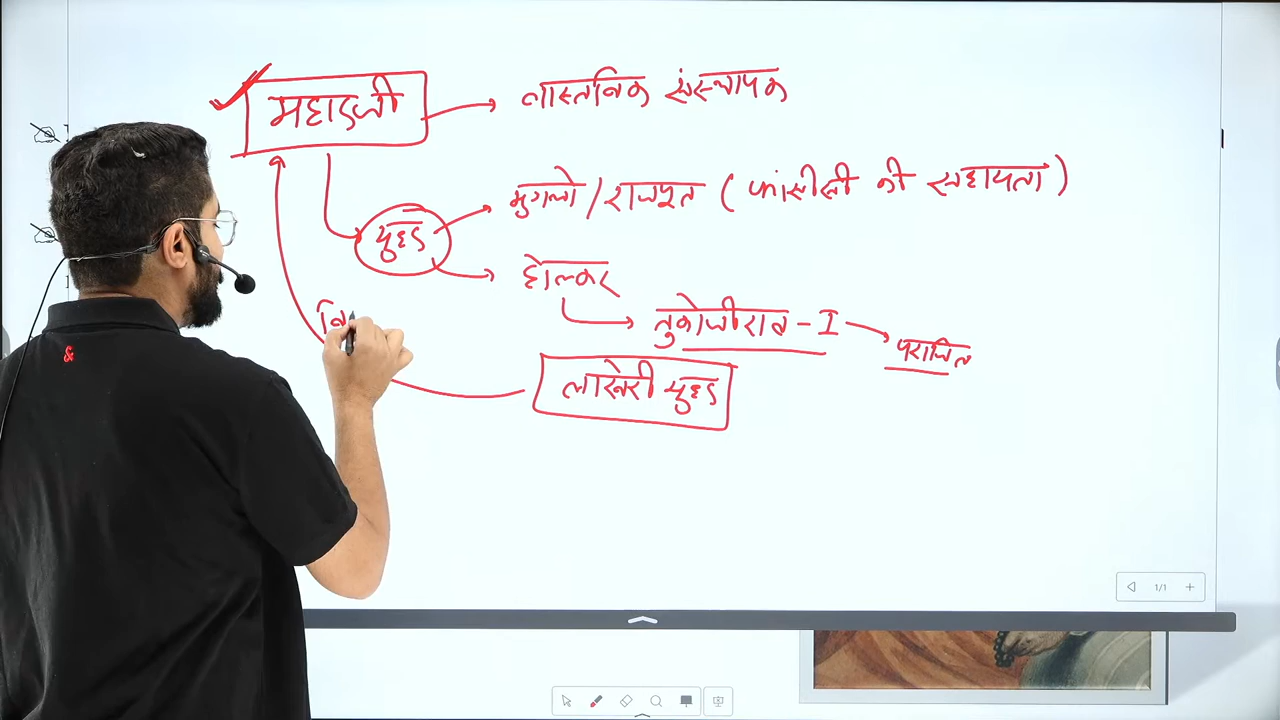 महादजी → वास्तविक संस्थापक
युद्ध → मुगलो / राजपूत ( फ्रांसीसी की सहायता )
→ होल्कर
→ तुकोजीराव - I → पराजित
लाखेरी युद्ध
वि
1/1